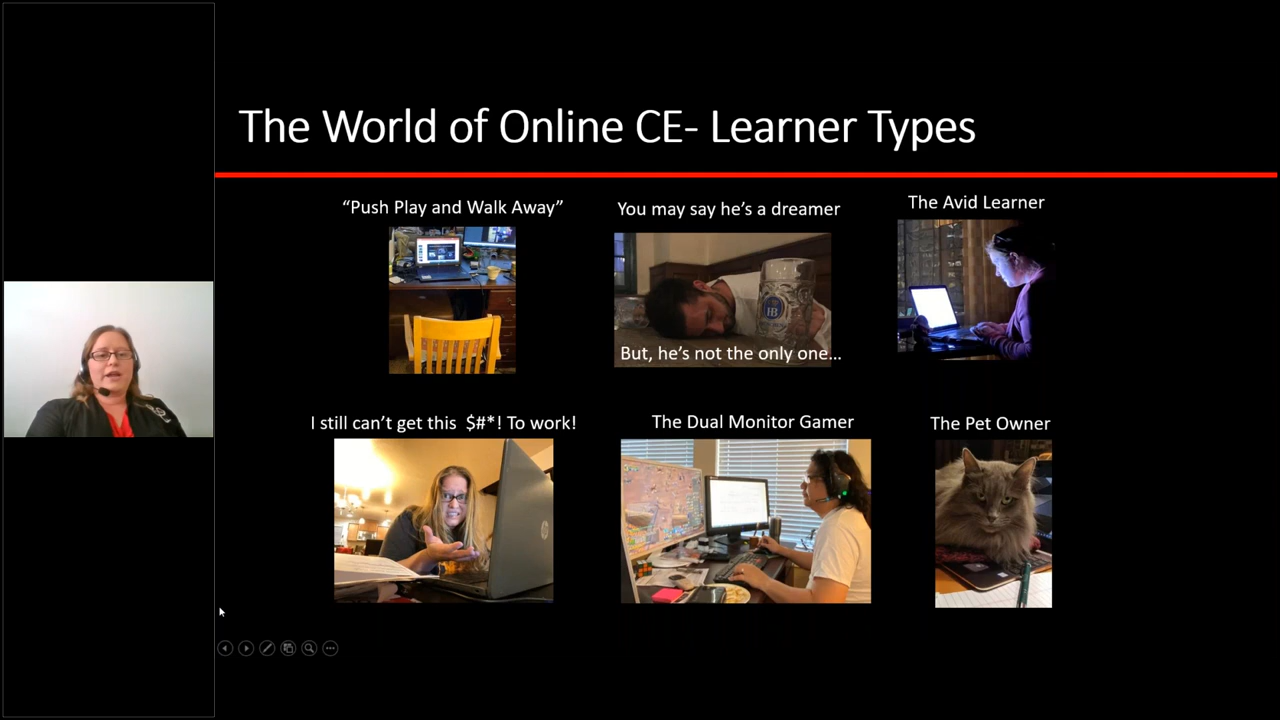 The World of Online CE- Learner Types
“Push Play and Walk Away”
You may say he’s a dreamer
The Avid Learner
HB
But, he’s not the only one…
I still can’t get this $#*! To work!
The Dual Monitor Gamer
The Pet Owner